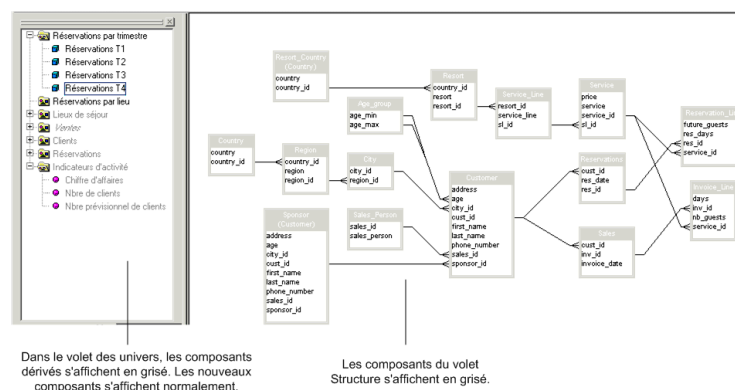 Réservations par trimestre
Réservations T1
Réservations T2
Réservations T3
Réservations T4
Réservations par lieu
Lieux de séjour
Ventes
Clients
Réservations
Indicateurs d'activité
Chiffre d'affaires
Nbre de clients
Nbre prévisionnel de clients
Resort_Country
(Country)
country
country_id
Resort
country_id
resort
resort_id
Service_Line
resort_id
service_line
sl_id
Service
price
service
service_id
sl_id
Age_group
age_min
age_max
Reservation_Li
future_guests
res_days
res_id
service_id
Country
country
country_id
Region
country_id
region
region_id
City
city_id
region_id
Customer
address
age
city_id
cust_id
first_name
last_name
phone_number
sales_id
sponsor_id
Reservations
cust_id
res_date
res_id
Invoice_Line
days
inv_id
nb_guests
service_id
Sponsor
(Customer)
address
age
city_id
cust_id
first_name
last_name
phone_number
sales_id
sponsor_id
Sales_Person
sales_id
sales_person
Sales
cust_id
inv_id
invoice_date
Dans le volet des univers, les composants
dérivés s'affichent en grisé. Les nouveaux
composants s'affichent normalement.
Les composants du volet
Structure s'affichent en grisé.